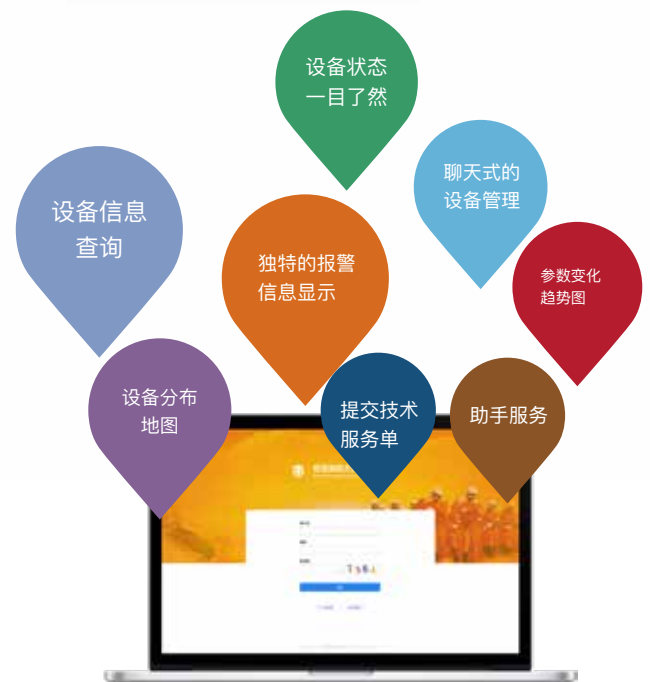 设备状态
一目了然
聊天式的
设备管理
设备信息
查询
独特的报警
信息显示
参数变化
趋势图
设备分布
地图
提交技术
服务单
助手服务